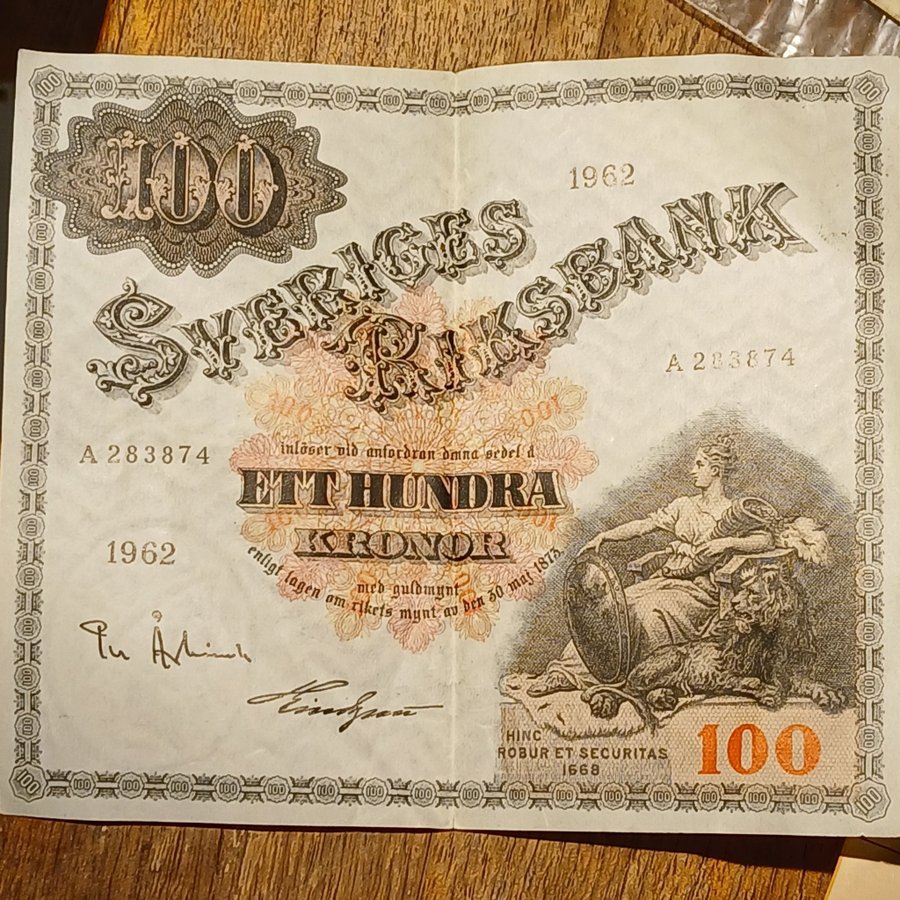 100
1962
SVERIGES
RIKSBANK
A 283874
inlöser vid anfordran denna sedel å
A 283874
ETT HUNDRA
KRONOR
1962
med guldmynt
enligt lagen om rikets mynt av den 30 maj 1873.
HINC
ROBUR ET SECURITAS
1668
100